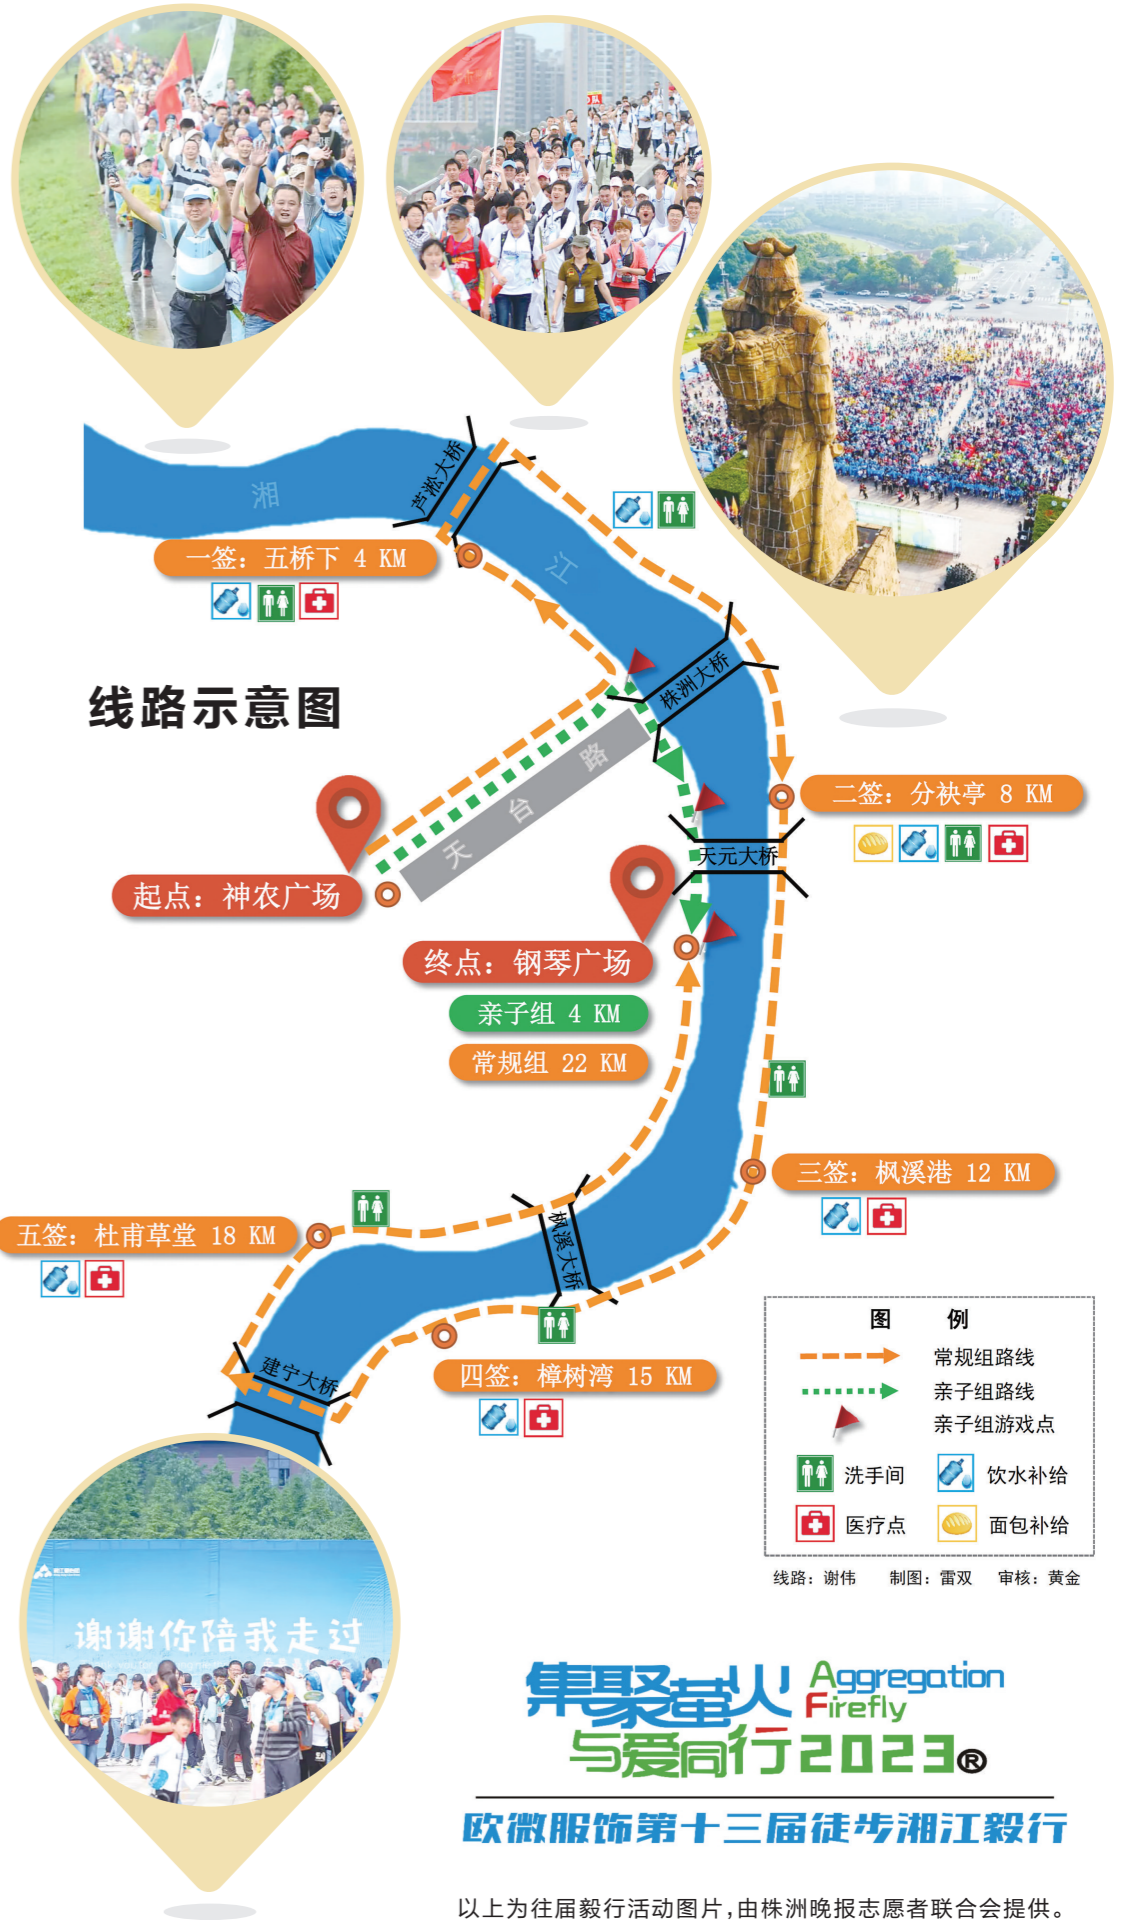 芦淞大桥
湘
江
一签：五桥下 4 KM
株洲大桥
线路示意图
天台路
二签：分袂亭 8 KM
天元大桥
起点：神农广场
终点：钢琴广场
亲子组 4 KM
常规组 22 KM
三签：枫溪港 12 KM
五签：杜甫草堂 18 KM
枫溪大桥
四签：樟树湾 15 KM
建宁大桥
图 例
常规组路线
亲子组路线
亲子组游戏点
洗手间 饮水补给
医疗点 面包补给
线路：谢伟 制图：雷双 审核：黄金
谢谢你陪我走过
集聚萤火 Aggregation Firefly
与爱同行2023®
欧微服饰第十三届徒步湘江毅行
以上为往届毅行活动图片,由株洲晚报志愿者联合会提供。